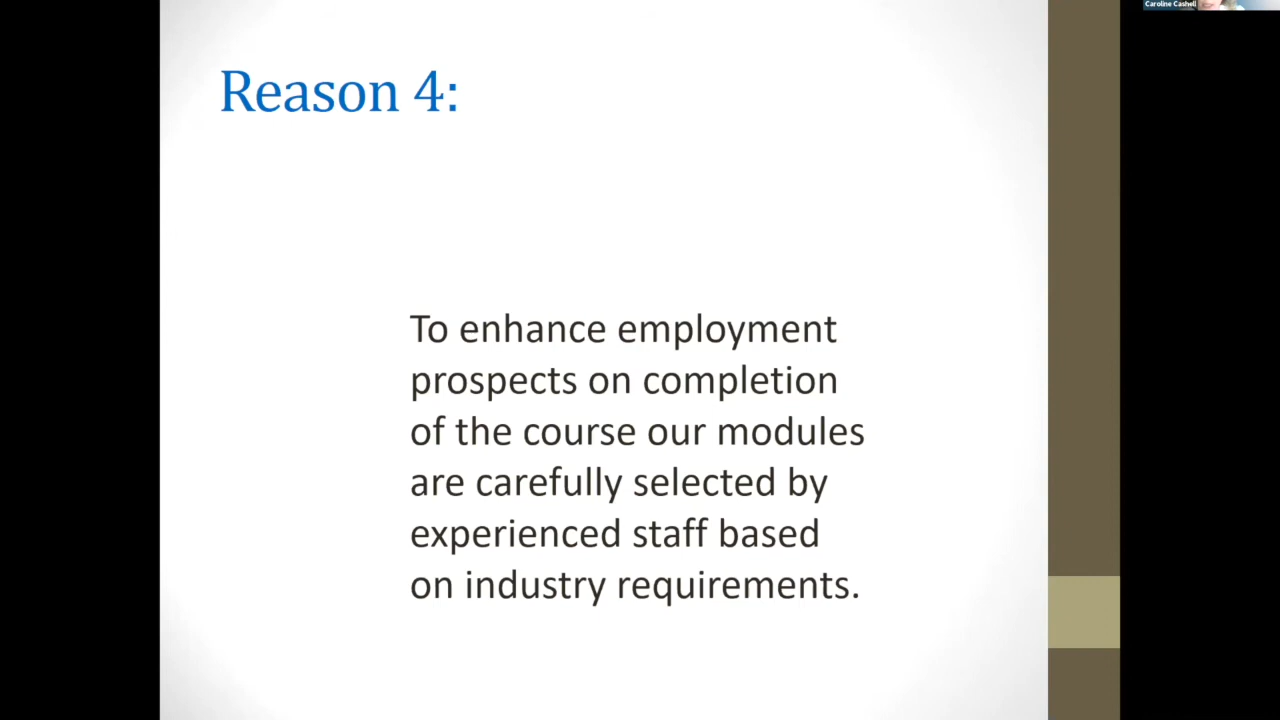 Caroline Cashell
Reason 4:
To enhance employment
prospects on completion
of the course our modules
are carefully selected by
experienced staff based
on industry requirements.